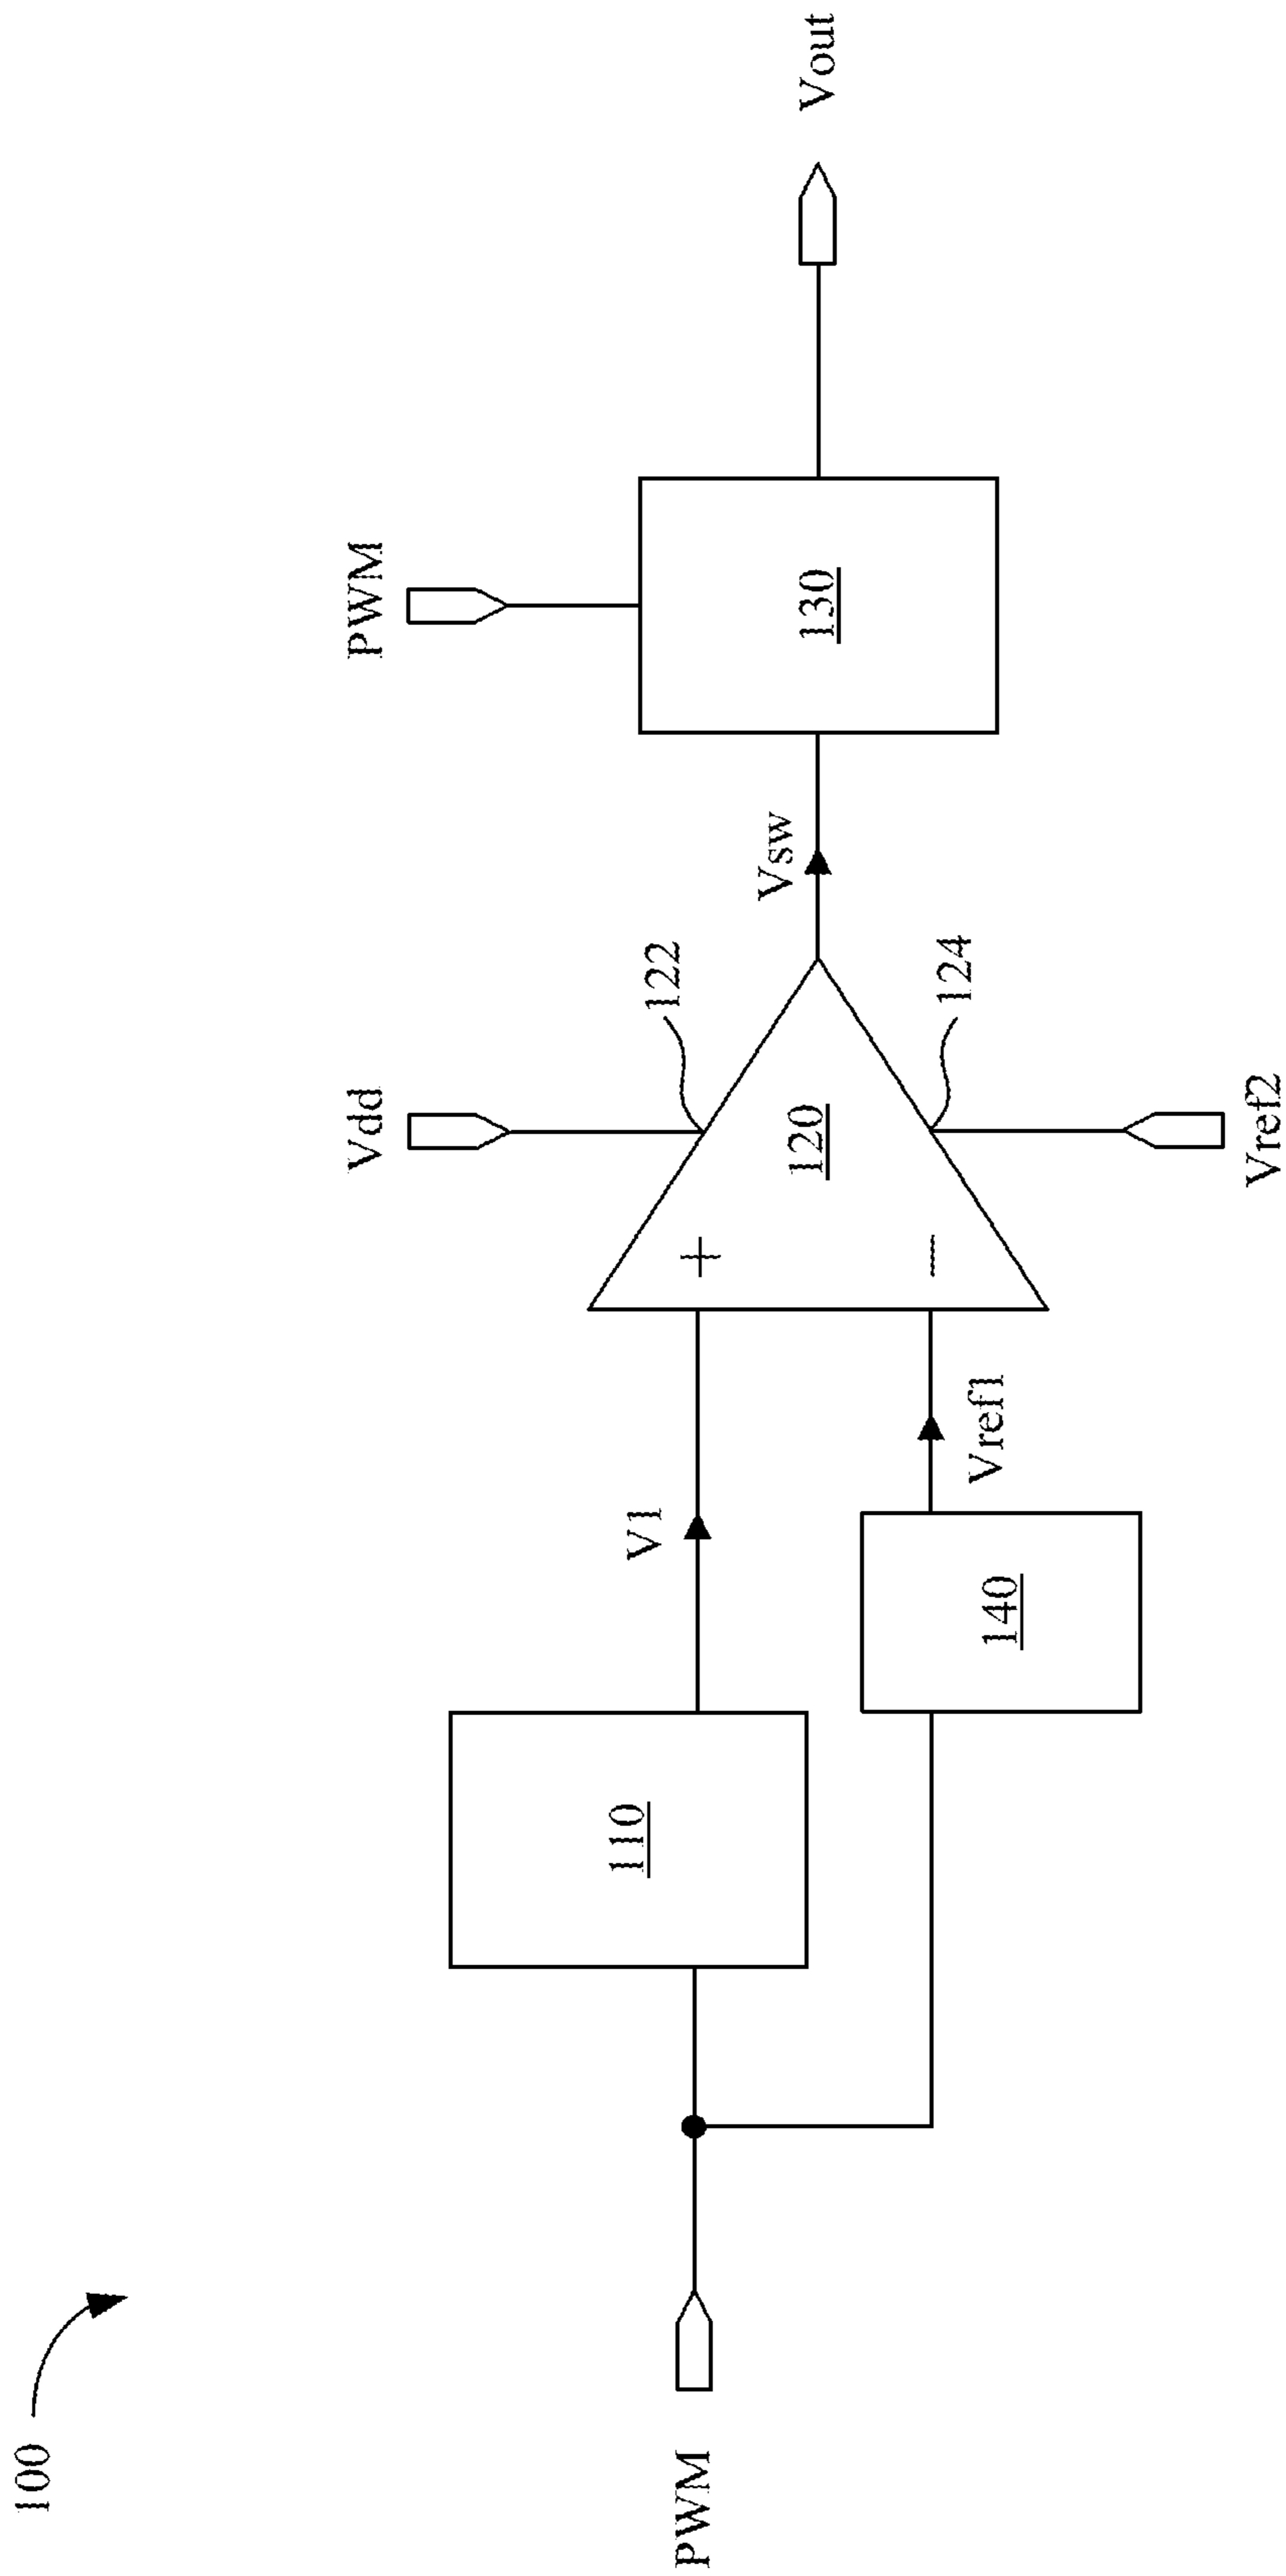 100
PWM
110
V1
140
Vref1
+
−
120
Vdd
122
124
Vref2
Vsw
PWM
130
Vout